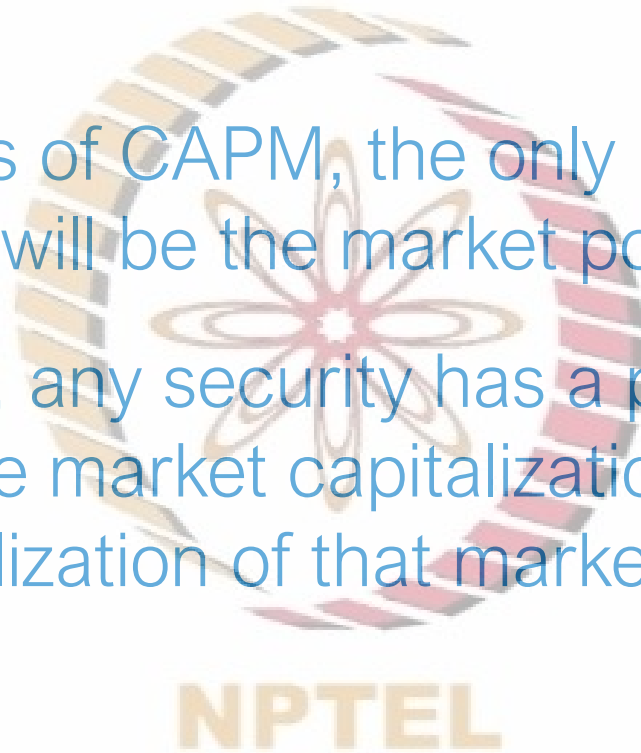 s of CAPM, the only
will be the market po
any security has a p
e market capitalizatio
lization of that marke
NPTEL